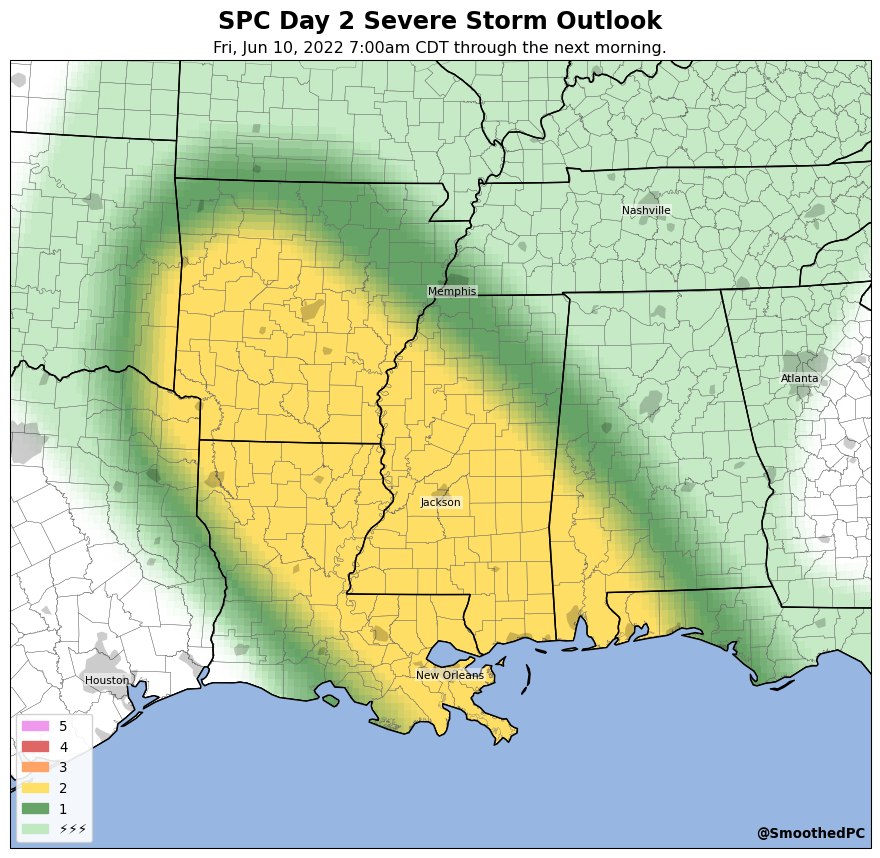 SPC Day 2 Severe Storm Outlook
Fri, Jun 10, 2022 7:00am CDT through the next morning.
Nashville
Memphis
Atlanta
Jackson
New Orleans
Houston
5
4
3
2
1
⚡⚡⚡
@SmoothedPC